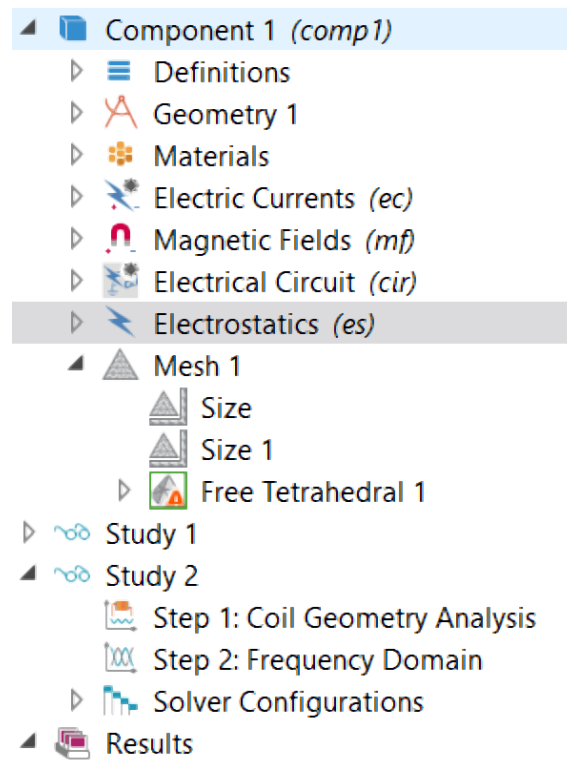 Component 1 (comp1)
Definitions
Geometry 1
Materials
Electric Currents (ec)
Magnetic Fields (mf)
Electrical Circuit (cir)
Electrostatics (es)
Mesh 1
Size
Size 1
Free Tetrahedral 1
Study 1
Study 2
Step 1: Coil Geometry Analysis
Step 2: Frequency Domain
Solver Configurations
Results